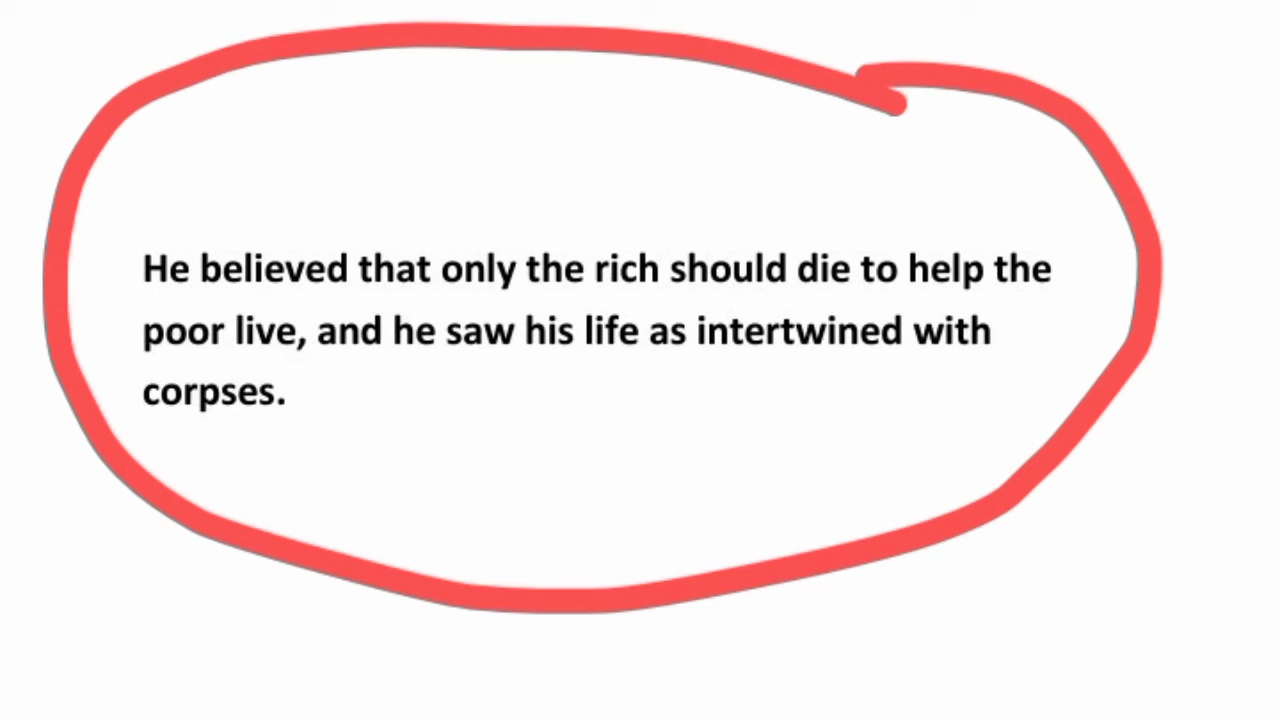 He believed that only the rich should die to help the
poor live, and he saw his life as intertwined with
corpses.